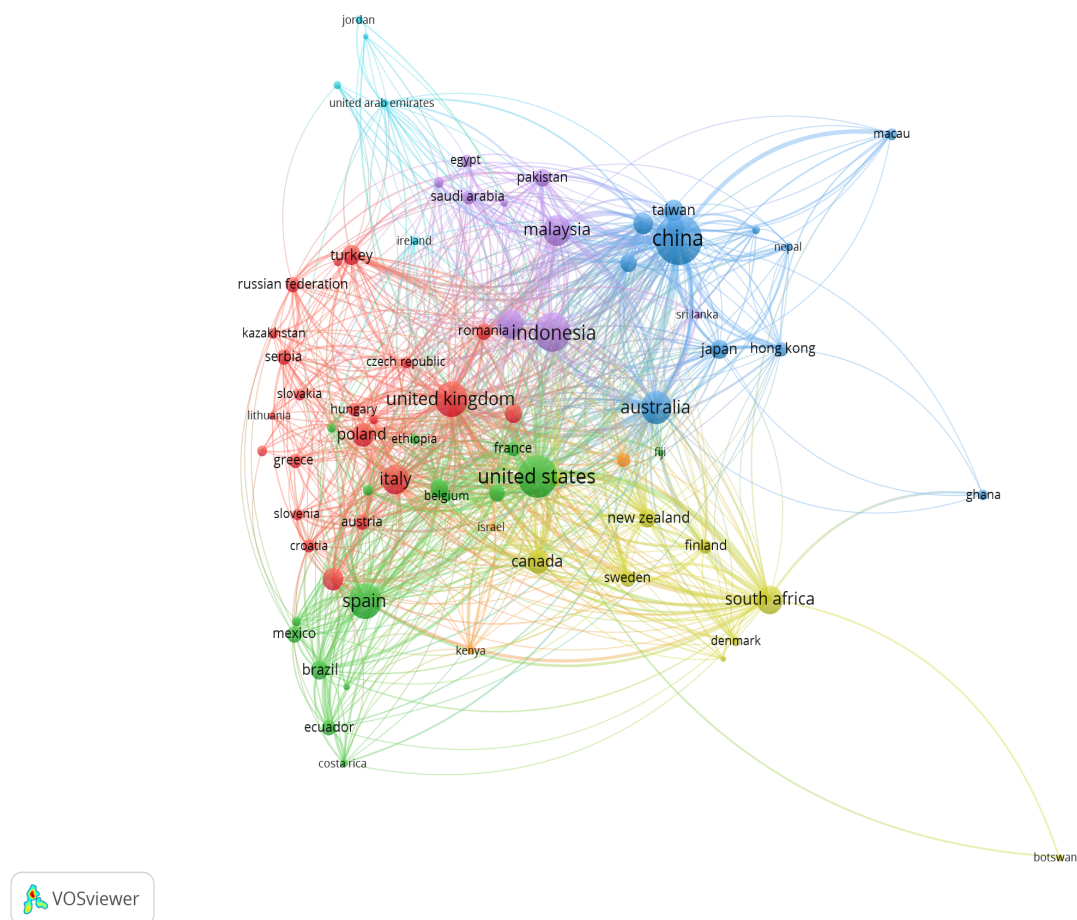 jordan
united arab emirates
macau
egypt
pakistan
saudi arabia
taiwan
malaysia
china
ireland
nepal
turkey
russian federation
sri lanka
kazakhstan
romania
indonesia
serbia
czech republic
japan
hong kong
slovakia
united kingdom
lithuania
hungary
australia
poland
ethiopia
france
fiji
greece
italy
united states
belgium
ghana
slovenia
austria
israel
new zealand
croatia
canada
finland
sweden
spain
south africa
mexico
kenya
denmark
brazil
ecuador
costa rica
botswan
VOSviewer